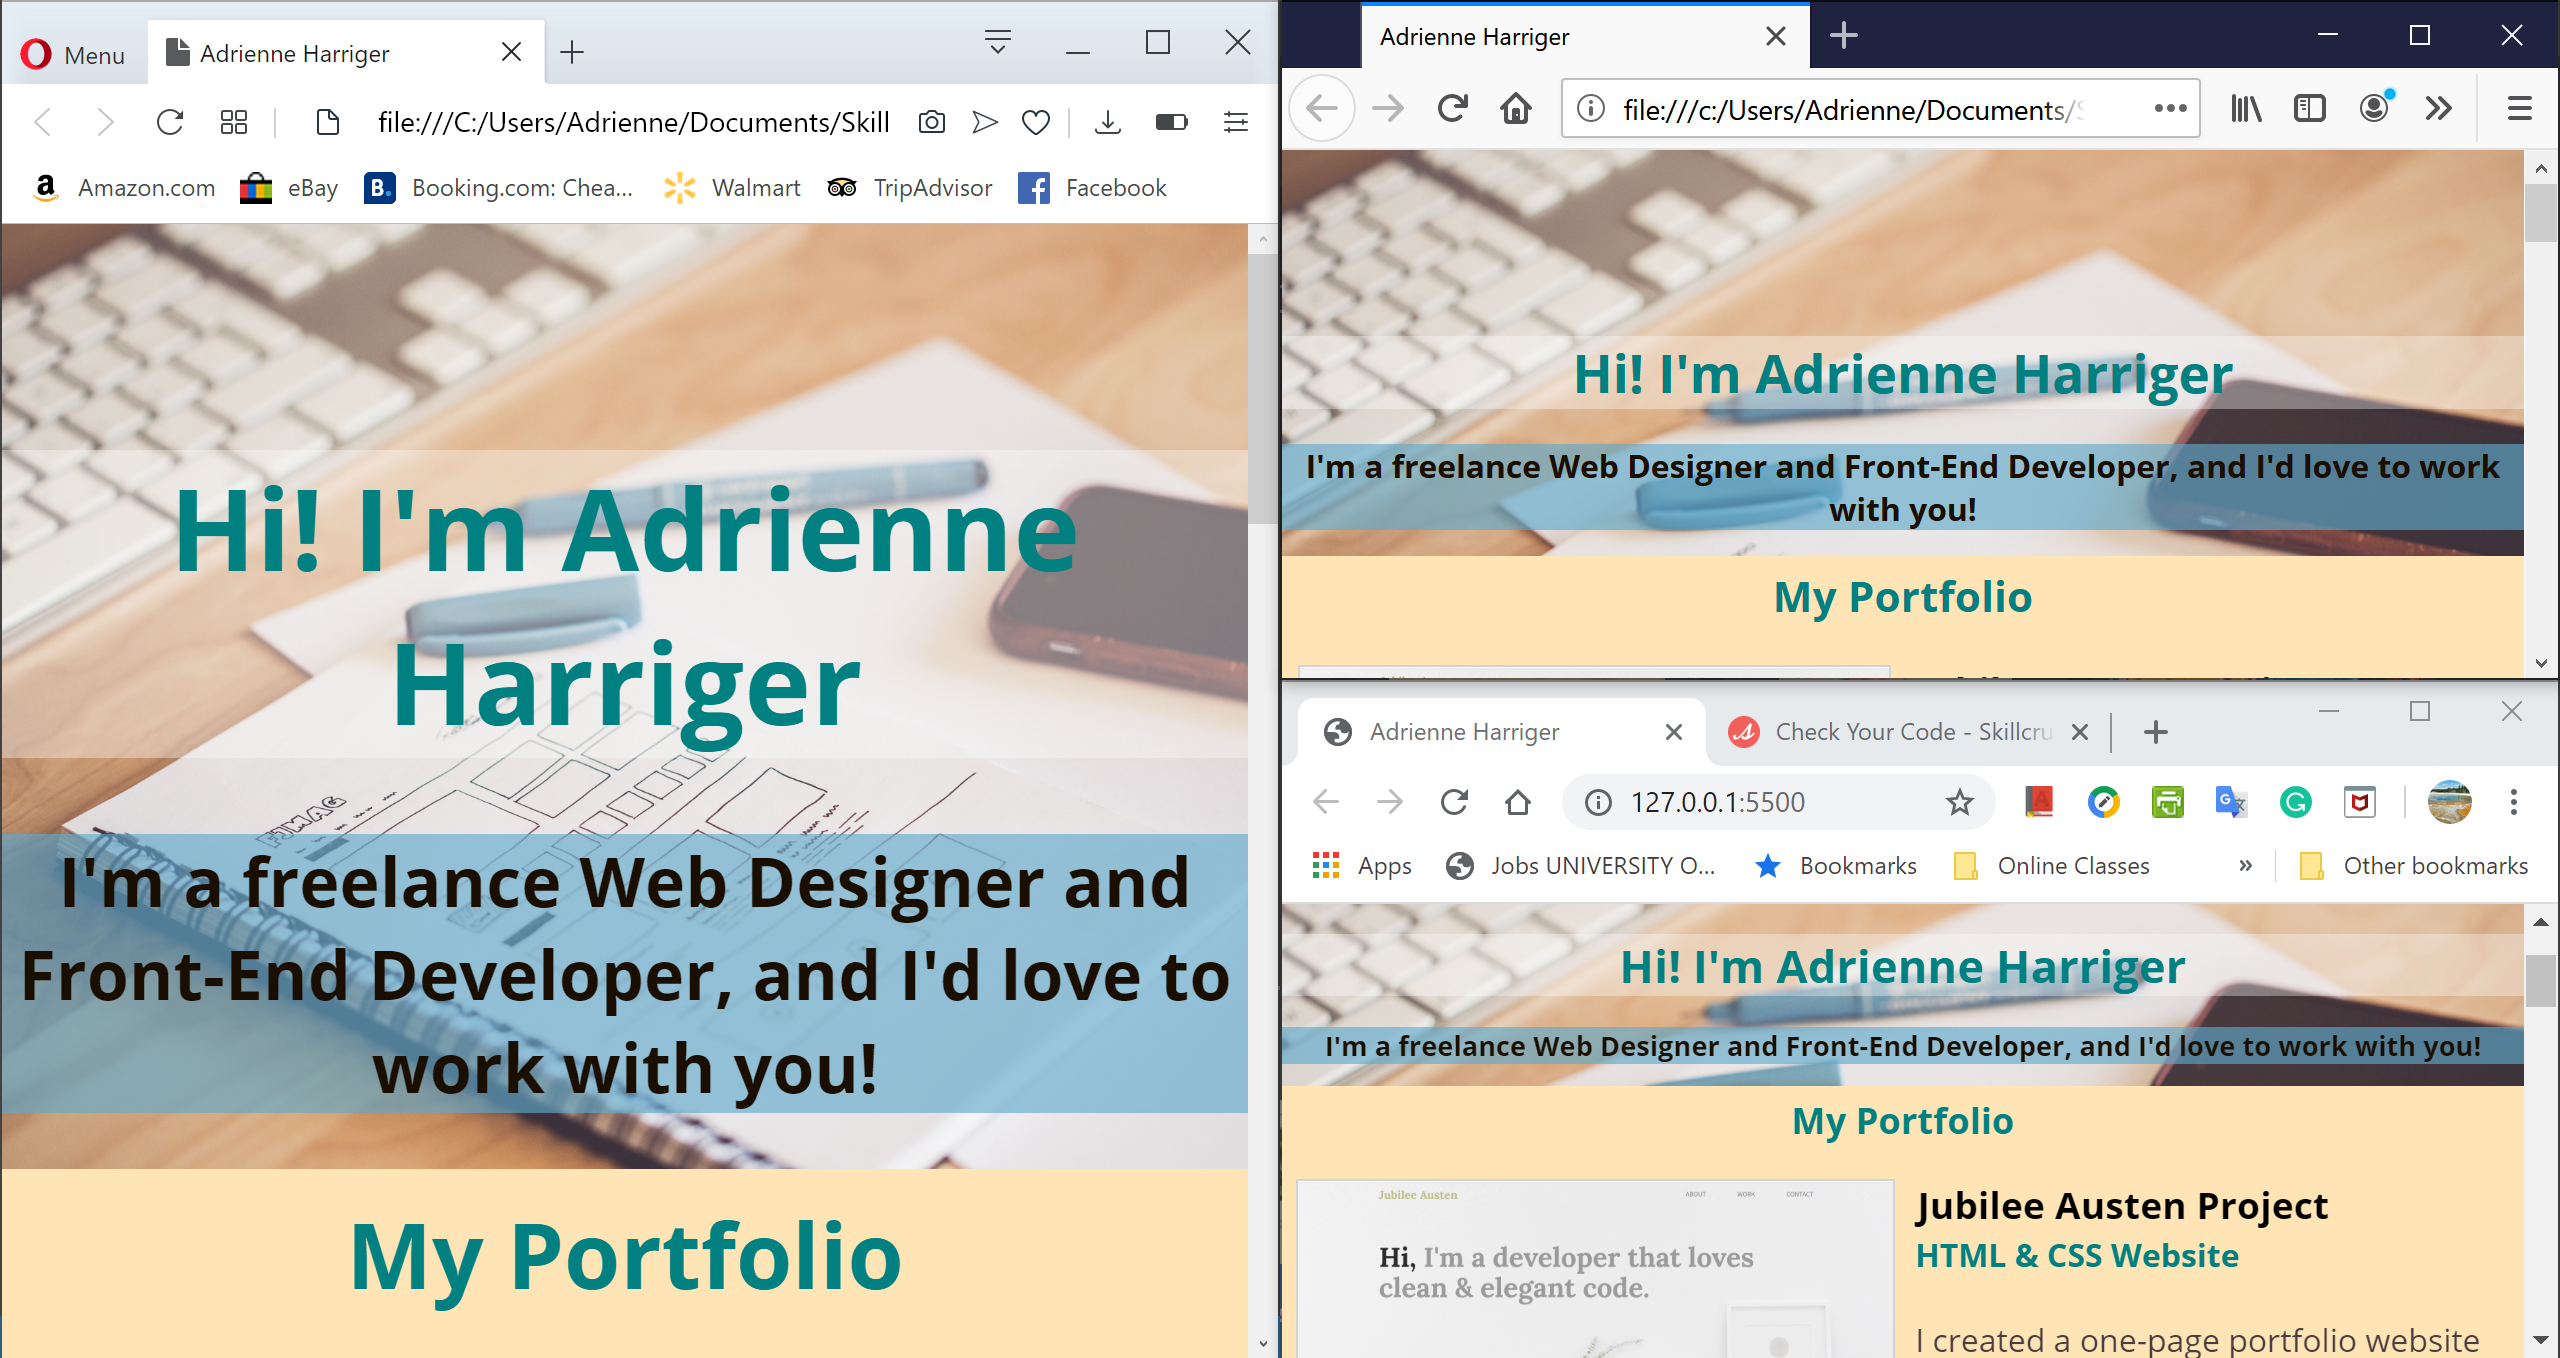 Menu
Adrienne Harriger
file:///C:/Users/Adrienne/Documents/Skill
Amazon.com
eBay
Booking.com: Chea...
Walmart
TripAdvisor
Facebook
Hi! I'm Adrienne
Harriger
I'm a freelance Web Designer and
Front-End Developer, and I'd love to
work with you!
My Portfolio
Adrienne Harriger
file:///c:/Users/Adrienne/Documents/S
Hi! I'm Adrienne Harriger
I'm a freelance Web Designer and Front-End Developer, and I'd love to work
with you!
My Portfolio
Adrienne Harriger
Check Your Code - Skillcru
127.0.0.1:5500
Apps
Jobs UNIVERSITY O...
Bookmarks
Online Classes
Other bookmarks
Hi! I'm Adrienne Harriger
I'm a freelance Web Designer and Front-End Developer, and I'd love to work with you!
My Portfolio
Jubilee Austen
ABOUT
WORK
CONTACT
Hi, I'm a developer that loves
clean & elegant code.
Jubilee Austen Project
HTML & CSS Website
I created a one-page portfolio website